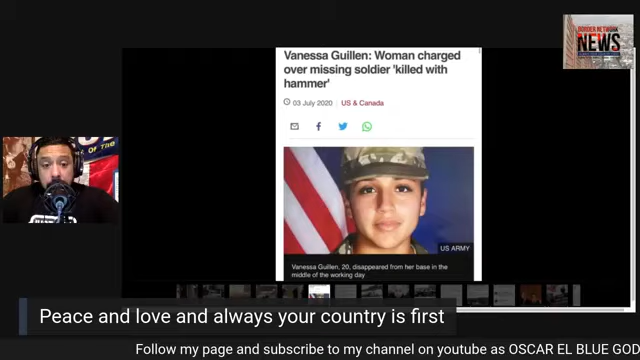 BORDER NETWORK
NEWS
Vanessa Guillen: Woman charged
over missing soldier 'killed with
hammer'
03 July 2020 US & Canada
US ARMY
Vanessa Guillen, 20, disappeared from her base in the
middle of the working day
Peace and love and always your country is first
Follow my page and subscribe to my channel on youtube as OSCAR EL BLUE GOD